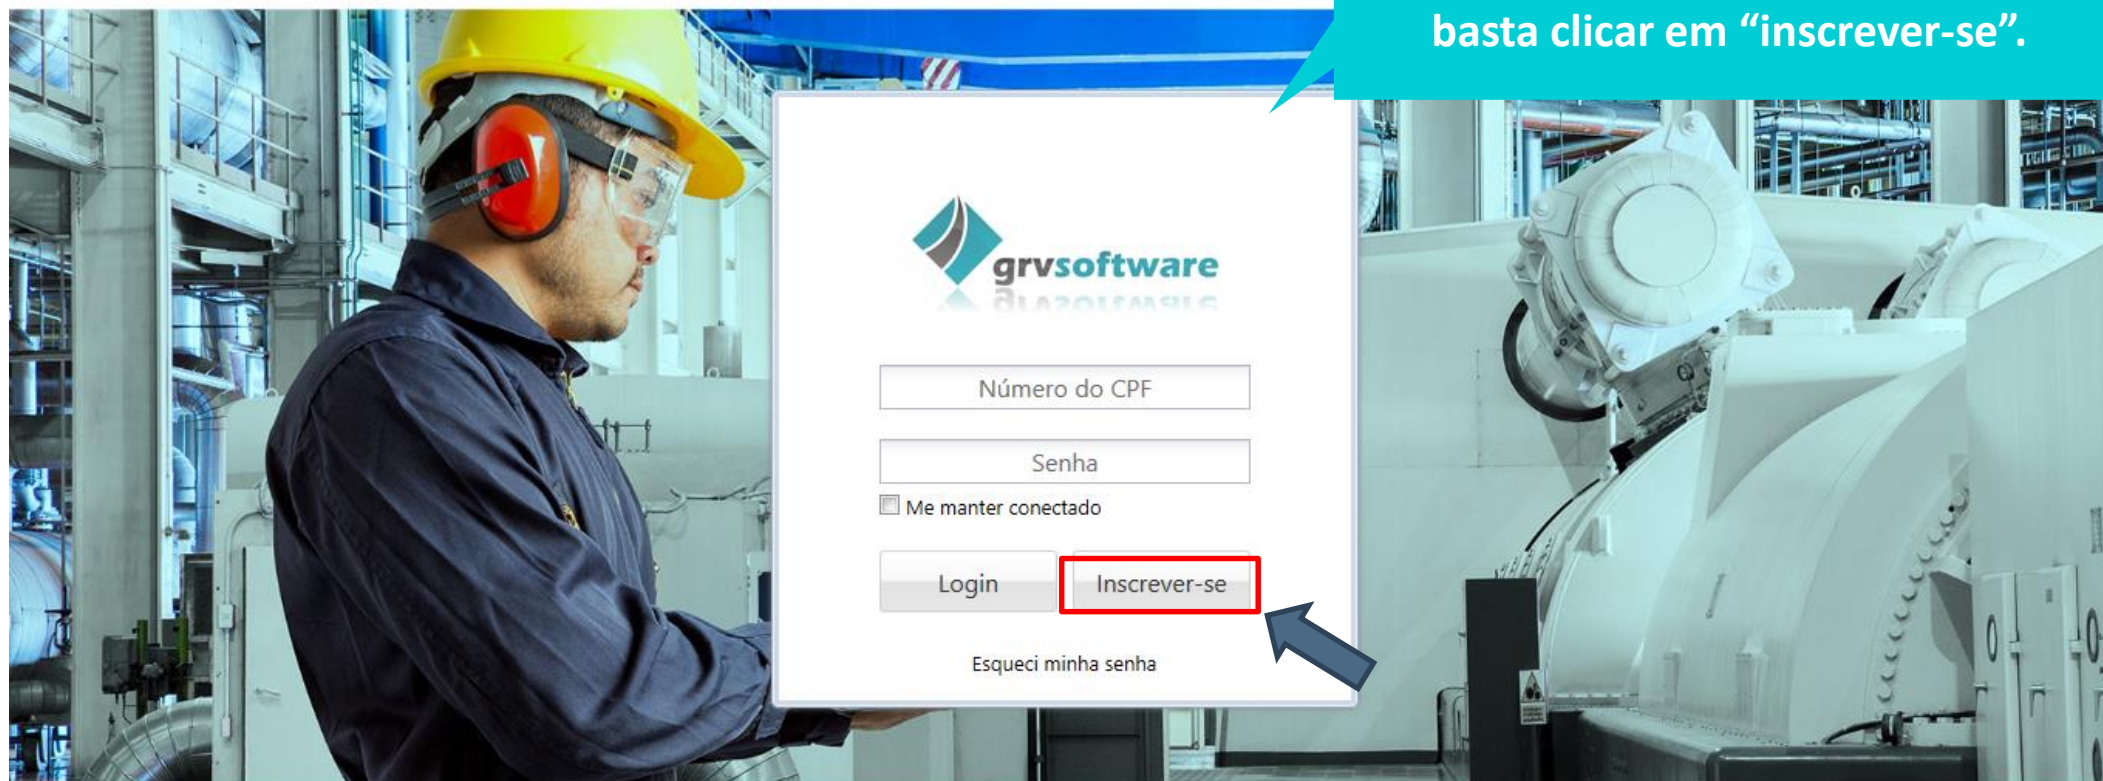 basta clicar em “inscrever-se”.
grvsoftware
Número do CPF
Senha
Me manter conectado
Login
Inscrever-se
Esqueci minha senha